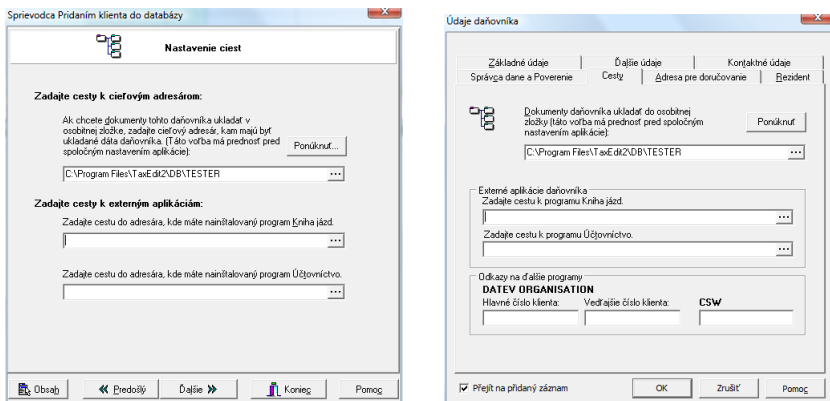 Sprievodca Pridaním klienta do databázy
Nastavenie ciest
Zadajte cesty k cieľovým adresárom:
Ak chcete dokumenty tohto daňovníka ukladať v
osobitnej zložke, zadajte cieľový adresár, kam majú byť
ukladané dáta daňovníka. (Táto voľba má prednosť pred
spoločným nastavením aplikácie):
Ponúknuť...
C:\Program Files\TaxEdit2\DB\TESTER
Zadajte cesty k externým aplikáciám:
Zadajte cestu do adresára, kde máte nainštalovaný program Kniha jázd.
Zadajte cestu do adresára, kde máte nainštalovaný program Účtovníctvo.
Obsah Predošlý Ďalšie Koniec Pomoc
Údaje daňovníka
Základné údaje Ďalšie údaje Kontaktné údaje
Správca dane a Poverenie Cesty Adresa pre doručovanie Rezident
Dokumenty daňovníka ukladať do osobitnej
zložky (táto voľba má prednosť pred spoločným
nastavením aplikácie):
Ponúknuť
C:\Program Files\TaxEdit2\DB\TESTER
Externé aplikácie daňovníka
Zadajte cestu k programu Kniha jázd.
Zadajte cestu k programu Účtovníctvo.
Odkazy na ďalšie programy
DATEV ORGANISATION
Hlavné číslo klienta: Vedľajšie číslo klienta: CSW
Přejít na přidaný záznam OK Zrušiť Pomoc